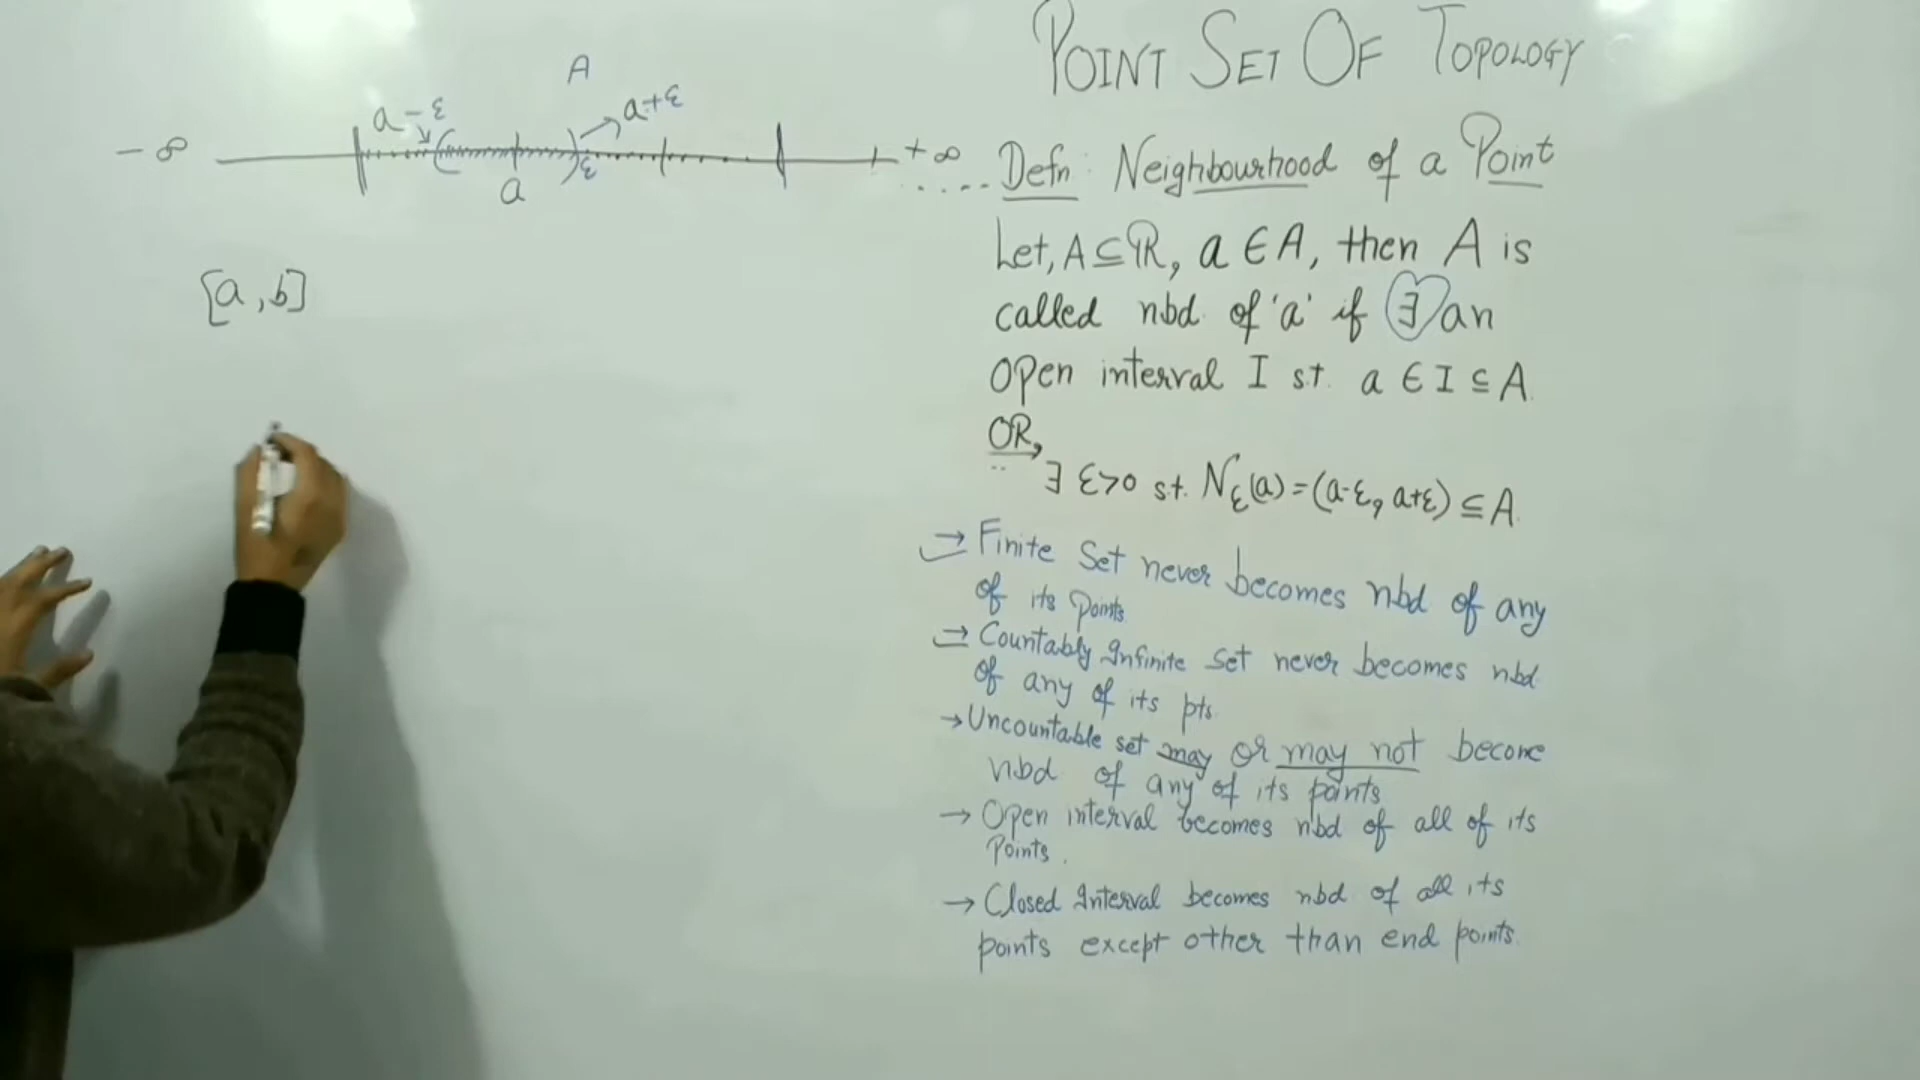 POINT SET OF TOPOLOGY
A
a-ε
a+ε
-∞
+∞
ε
a
.....
[a, b]
Defn: Neighbourhood of a Point
Let, A ⊆ ℝ, a ∈ A, then A is
called nbd. of 'a' if ∃ an
Open interval I s.t. a ∈ I ⊆ A.
OR,
∃ ε>0 s.t. Nε(a) = (a-ε, a+ε) ⊆ A.
→ Finite Set never becomes nbd of any
of its Points
→ Countably Infinite Set never becomes nbd.
of any of its pts.
→ Uncountable set may or may not become
nbd of any of its points
→ Open interval becomes nbd of all of its
Points.
→ Closed Interval becomes nbd of all its
points except other than end points.